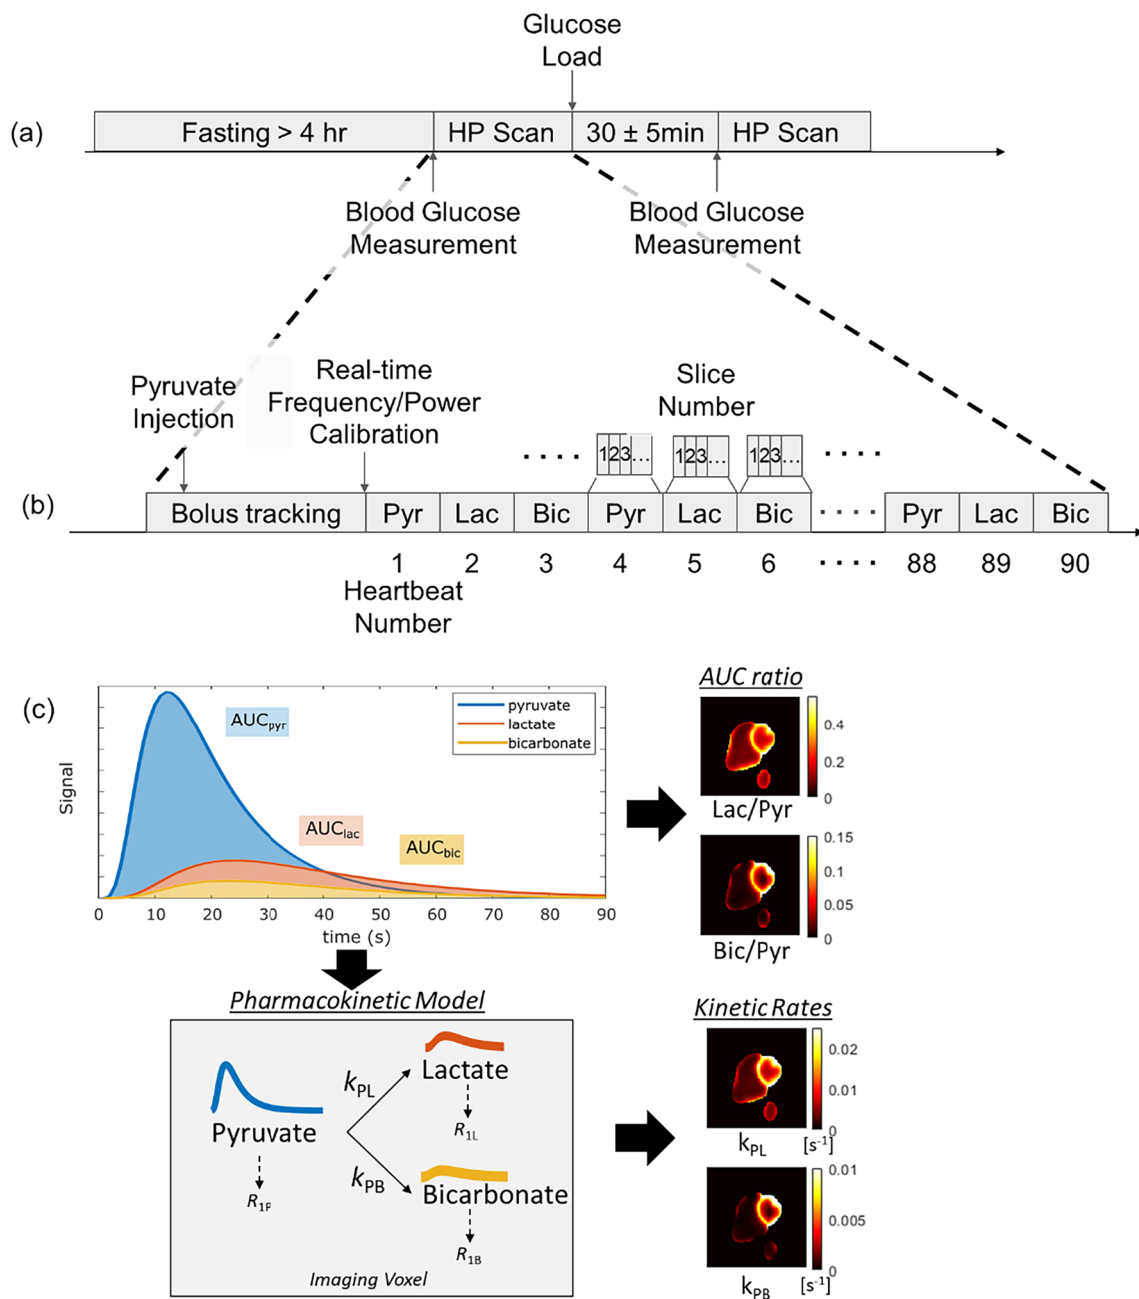 Glucose
Load
(a)
Fasting > 4 hr
HP Scan
30 ± 5min
HP Scan
Blood Glucose
Measurement
Blood Glucose
Measurement
Pyruvate
Injection
Real-time
Frequency/Power
Calibration
Slice
Number
....
123...
123...
123...
....
(b)
Bolus tracking
Pyr
Lac
Bic
Pyr
Lac
Bic
....
Pyr
Lac
Bic
1
2
3
4
5
6
....
88
89
90
Heartbeat
Number
(c)
Signal
AUCpyr
AUClac
AUCbic
pyruvate
lactate
bicarbonate
0
10
20
30
40
50
60
70
80
90
time (s)
AUC ratio
0.4
0.2
0
Lac/Pyr
0.15
0.1
0.05
0
Bic/Pyr
Pharmacokinetic Model
Pyruvate
R1P
kPL
kPB
Lactate
R1L
Bicarbonate
R1B
Imaging Voxel
Kinetic Rates
0.02
0.01
0
kPL
[s-1]
0.01
0.005
0
kPB
[s-1]